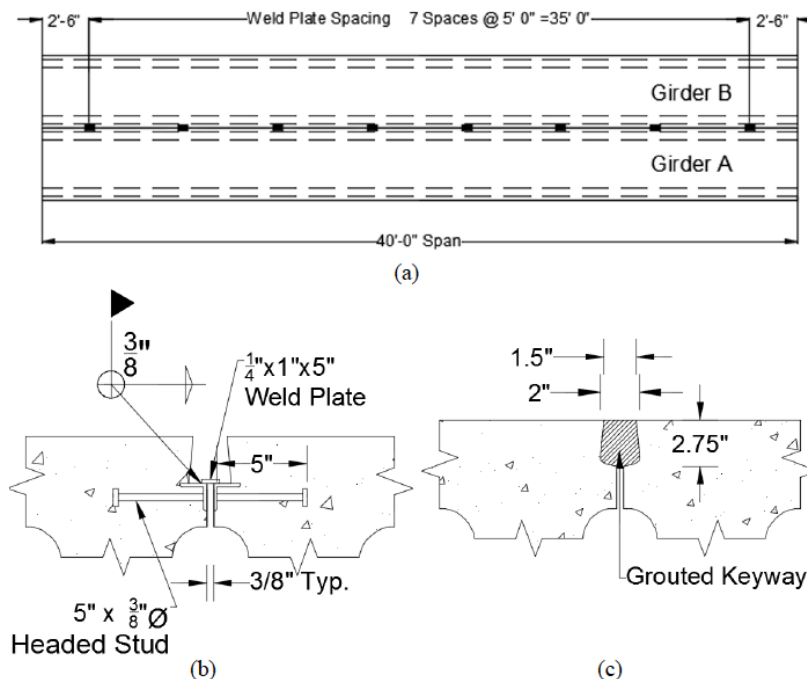 2'-6" Weld Plate Spacing 7 Spaces @ 5' 0" =35' 0" 2'-6"
Girder B
Girder A
40'-0" Span
(a)
3/8"
1/4"x1"x5"
Weld Plate
5"
3/8" Typ.
5" x 3/8"Ø
Headed Stud
(b)
1.5"
2"
2.75"
Grouted Keyway
(c)